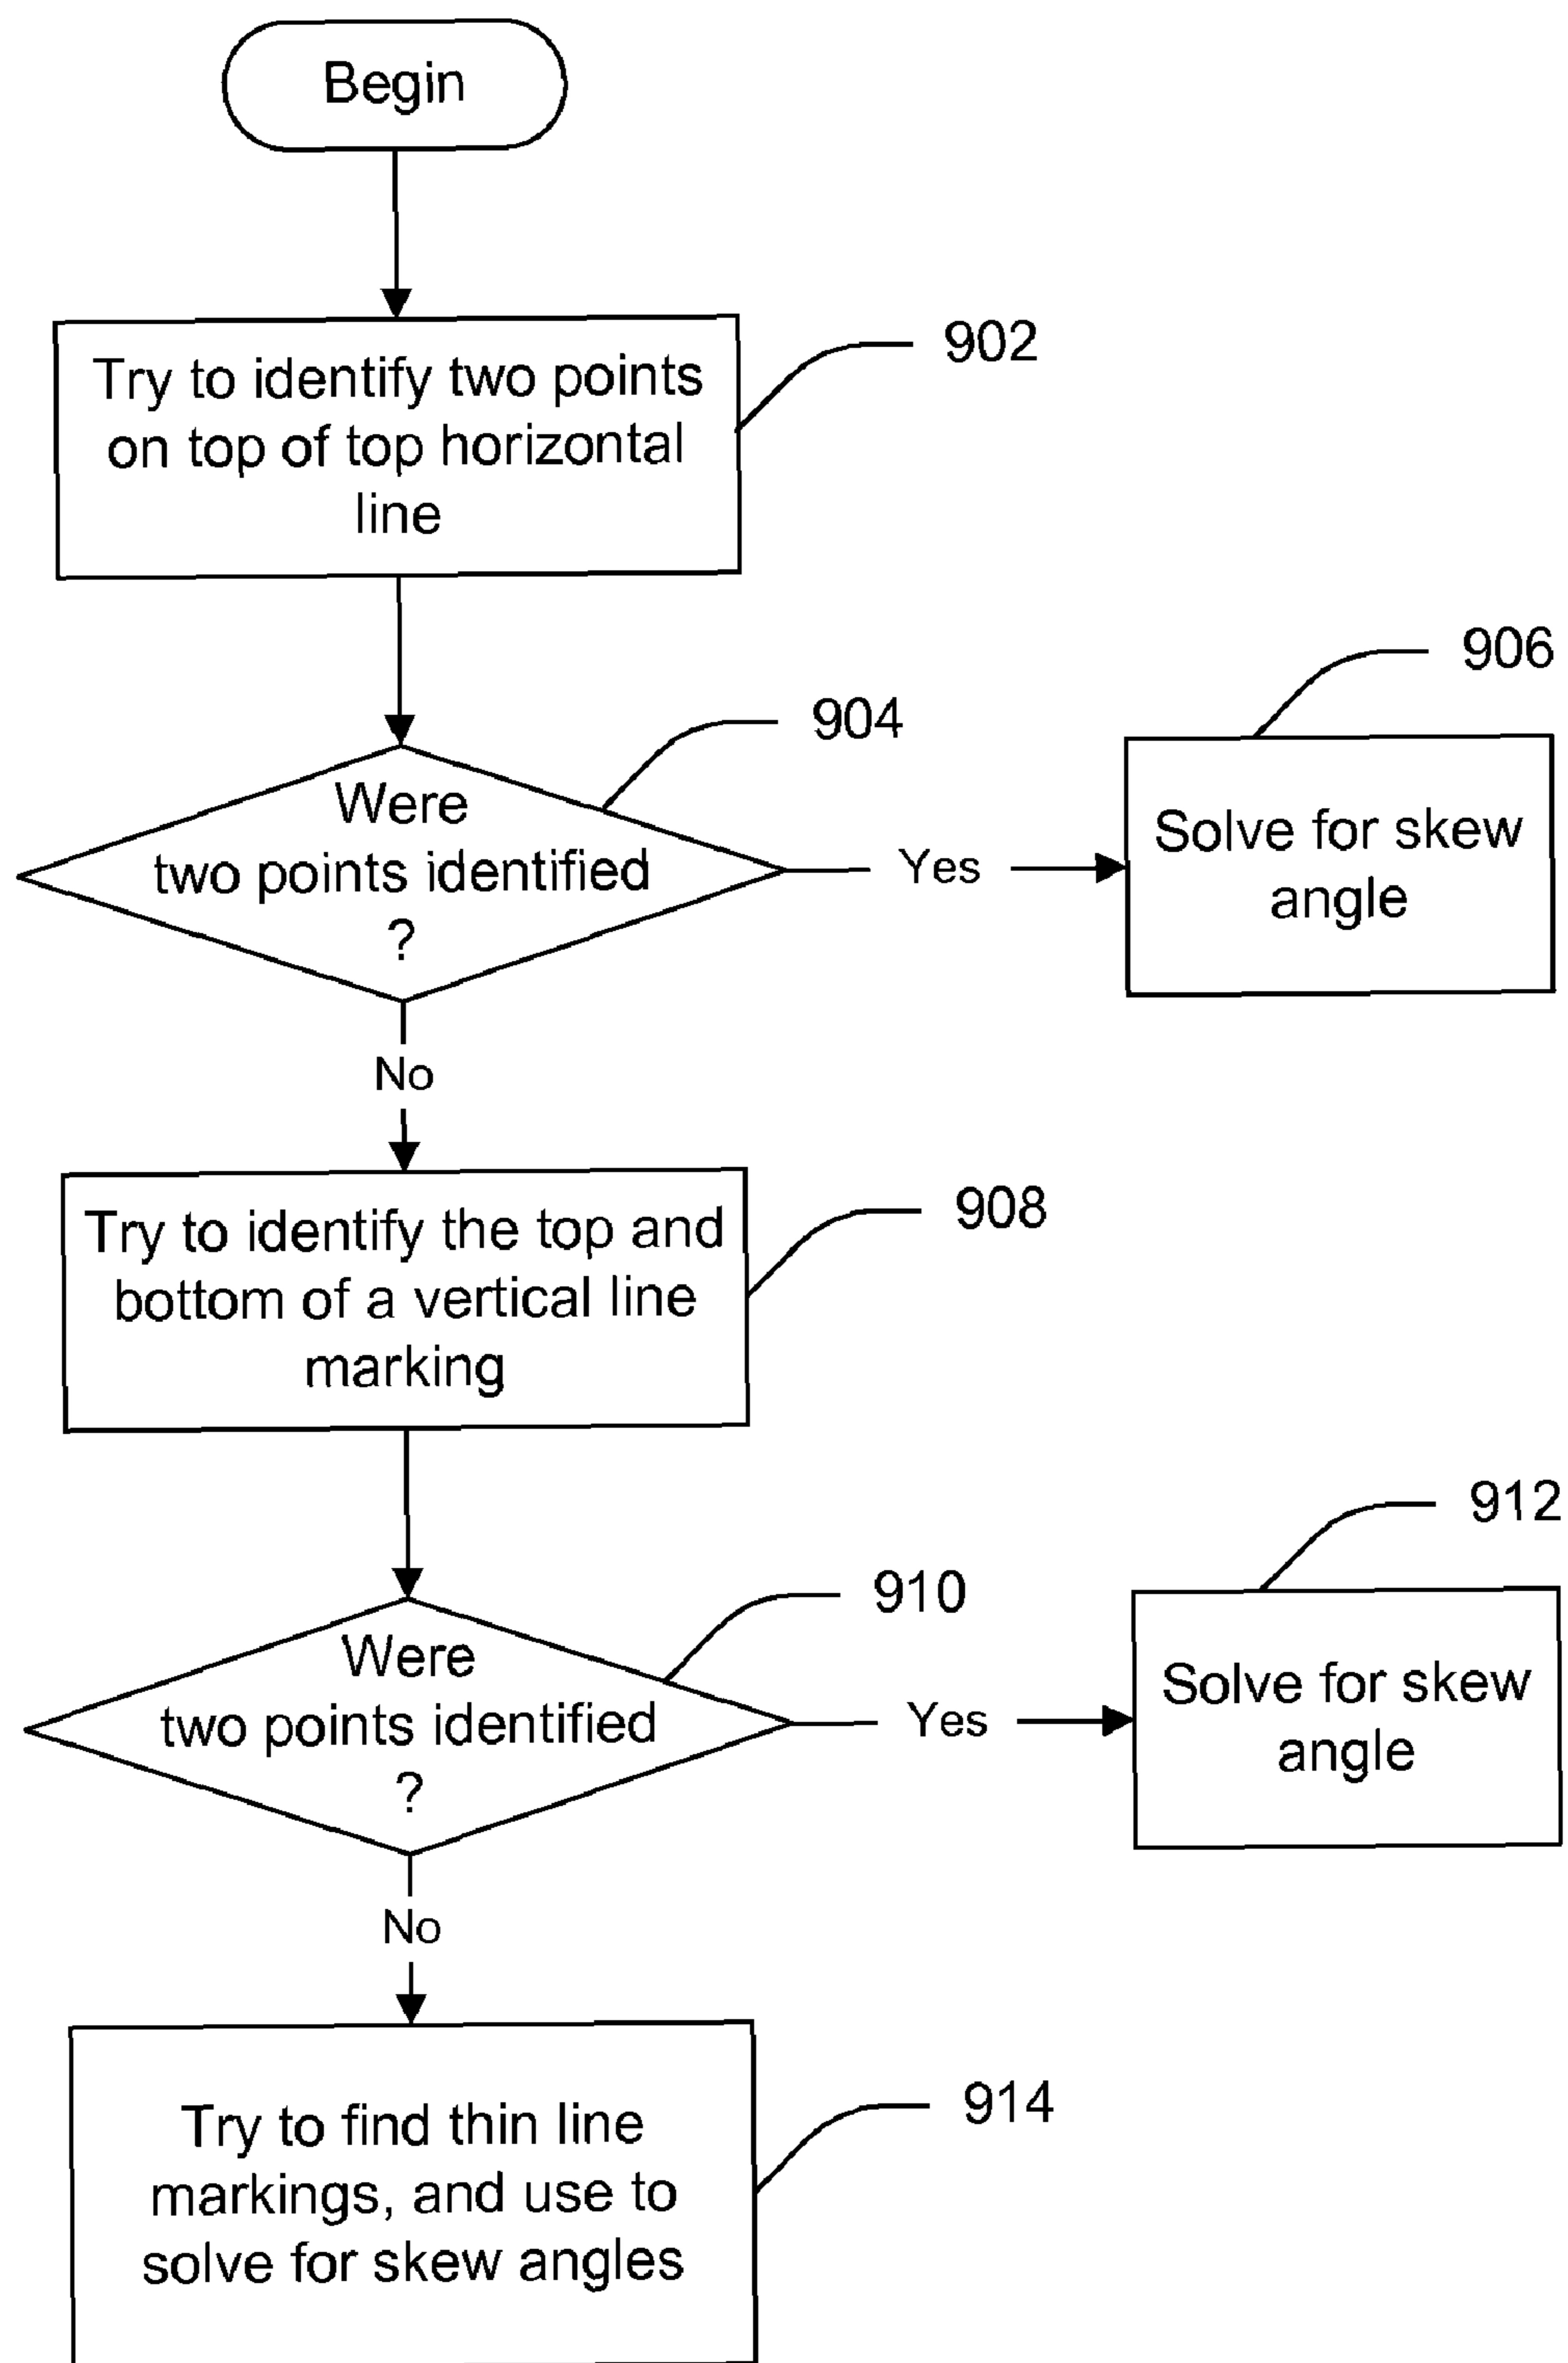 Begin
Try to identify two points
on top of top horizontal
line
902
904
Were
two points identified
?
Yes
906
Solve for skew
angle
No
Try to identify the top and
bottom of a vertical line
marking
908
910
Were
two points identified
?
Yes
912
Solve for skew
angle
No
Try to find thin line
markings, and use to
solve for skew angles
914